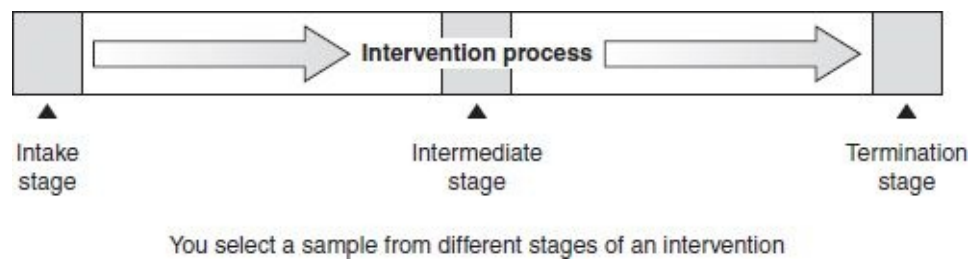 Intervention process
Intake
stage
Intermediate
stage
Termination
stage
You select a sample from different stages of an intervention